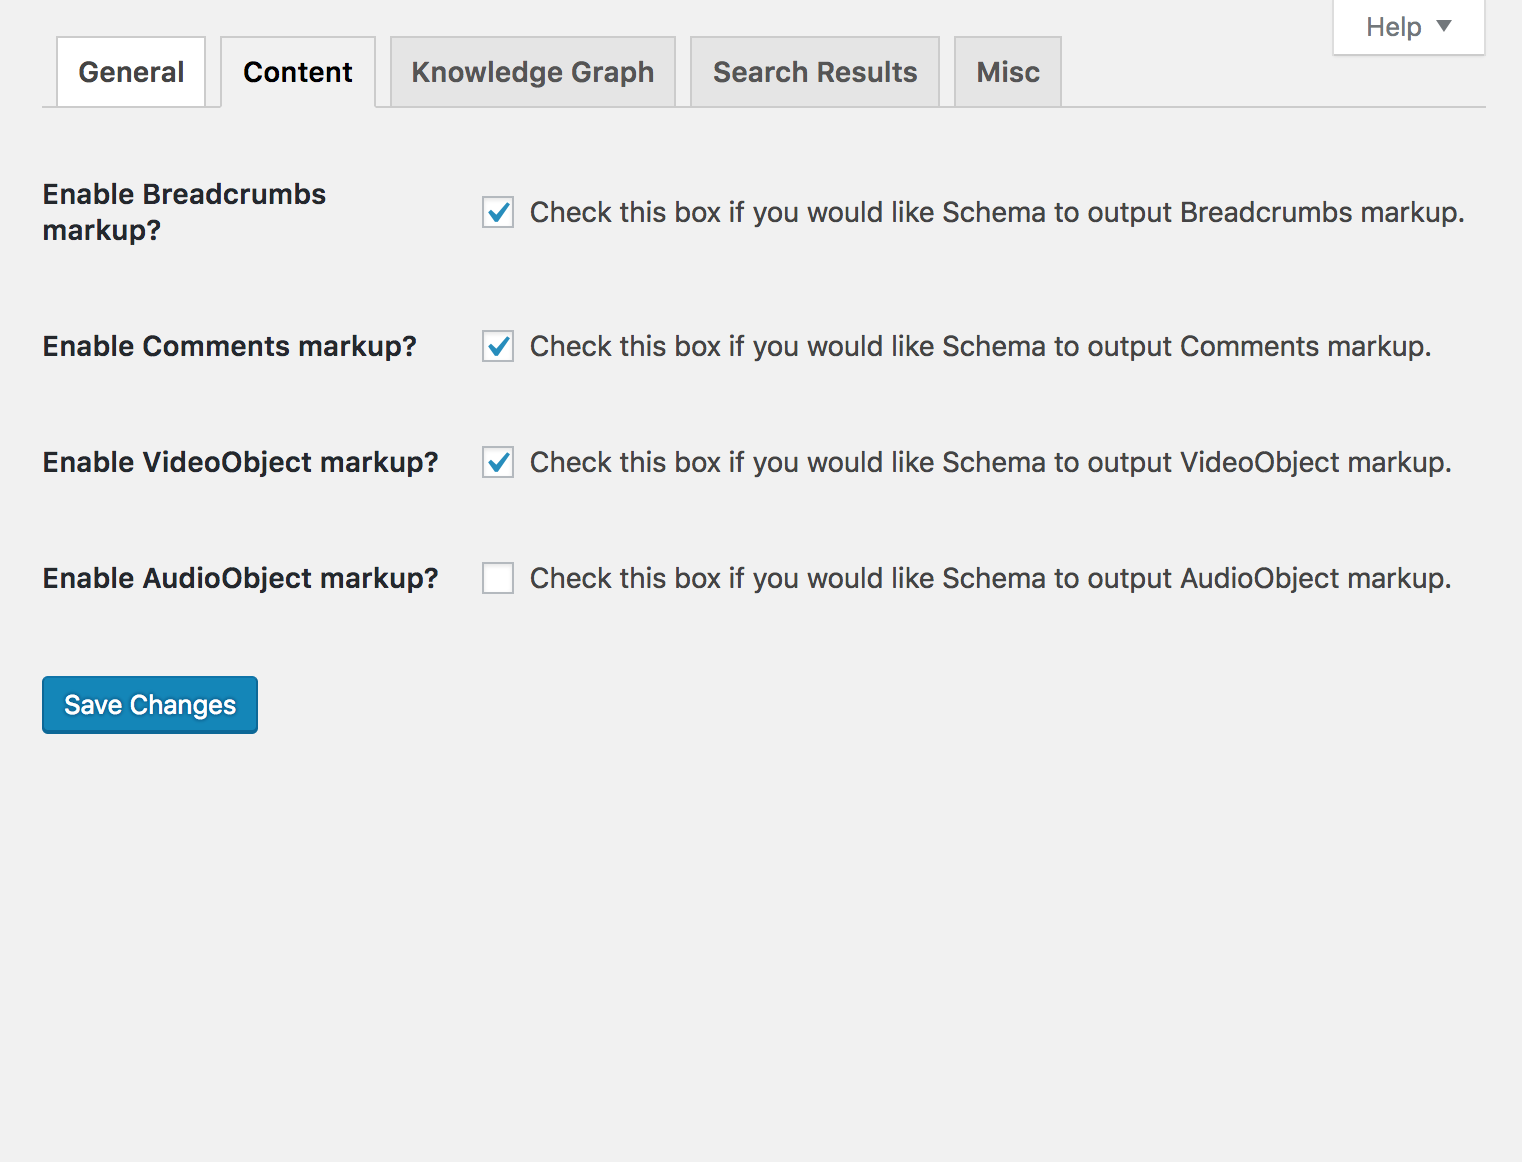 Help
General
Content
Knowledge Graph
Search Results
Misc
Enable Breadcrumbs
markup?
Check this box if you would like Schema to output Breadcrumbs markup.
Enable Comments markup?
Check this box if you would like Schema to output Comments markup.
Enable VideoObject markup?
Check this box if you would like Schema to output VideoObject markup.
Enable AudioObject markup?
Check this box if you would like Schema to output AudioObject markup.
Save Changes